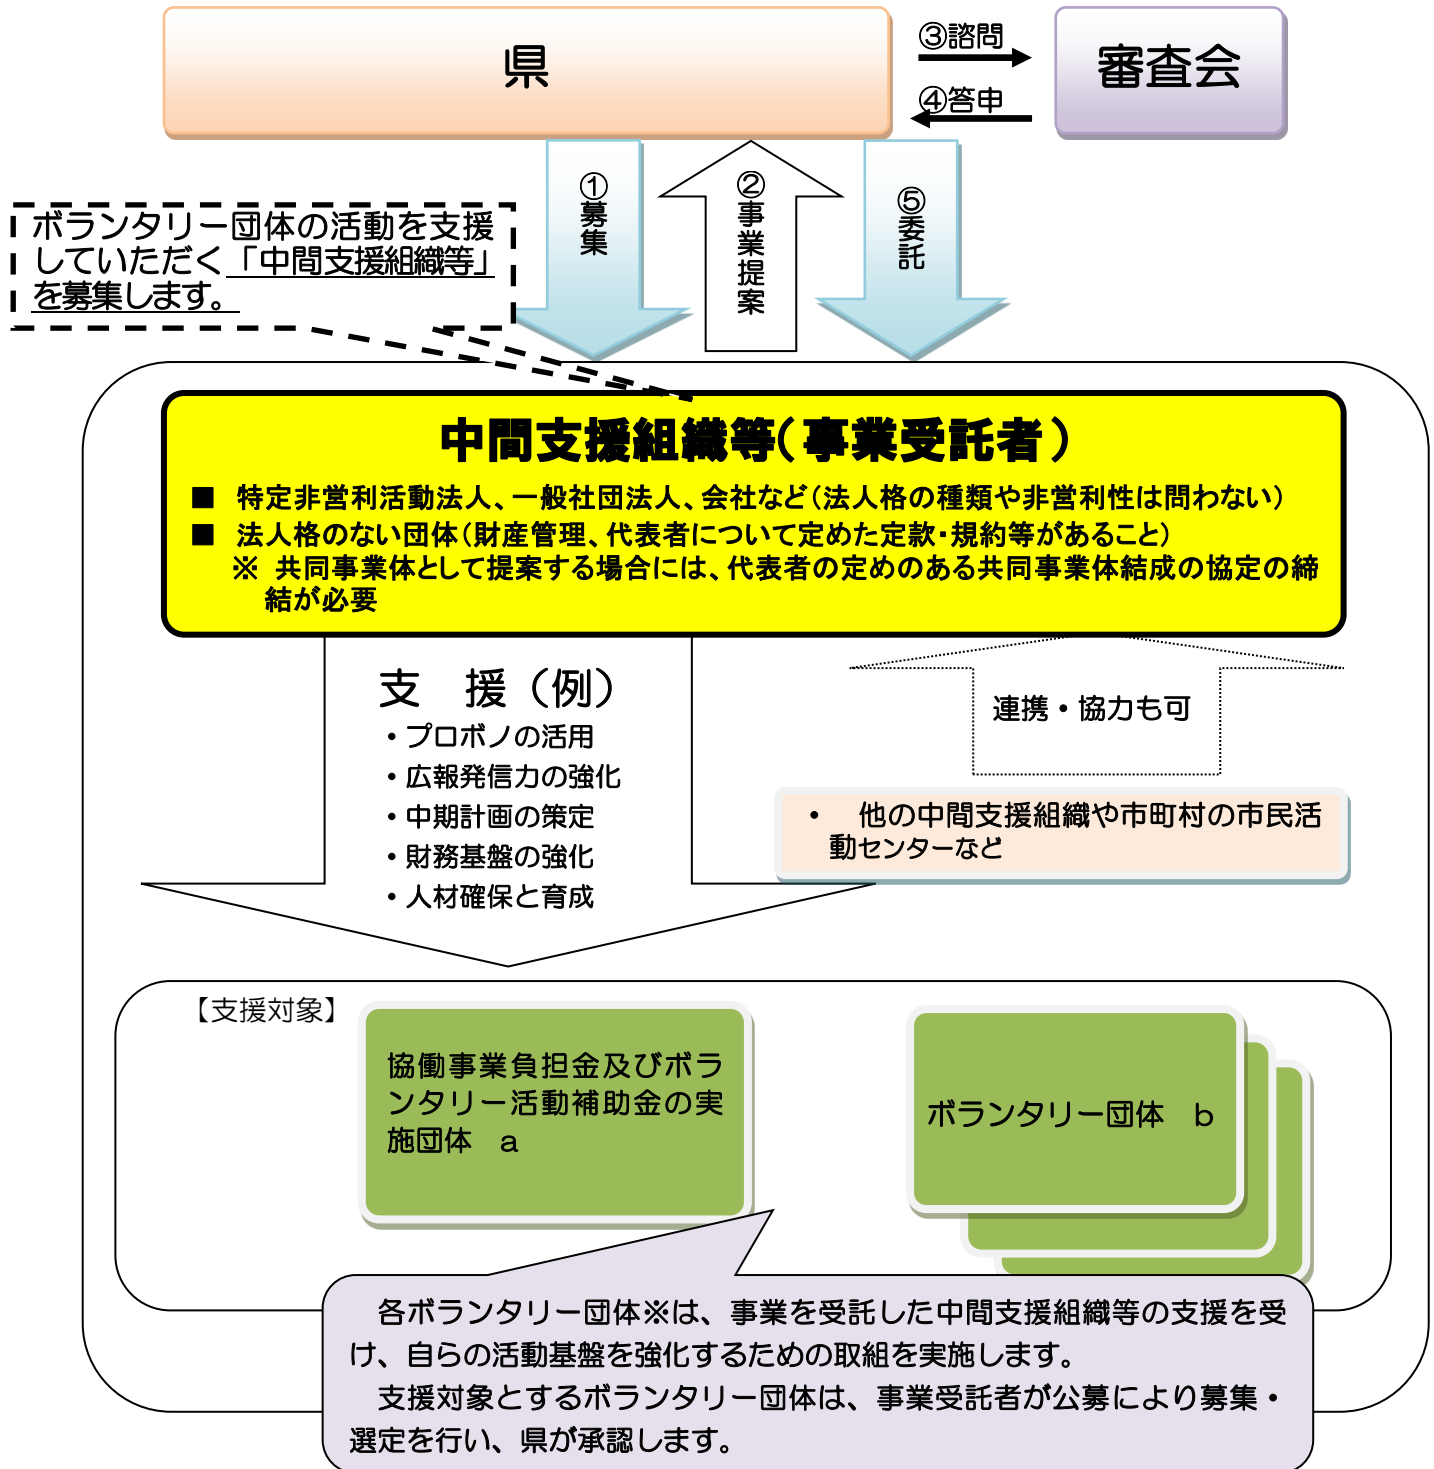 県
③諮問
④答申
審査会
①募集
②事業提案
⑤委託
ボランタリー団体の活動を支援
していただく「中間支援組織等」
を募集します。
中間支援組織等（事業受託者）
■ 特定非営利活動法人、一般社団法人、会社など（法人格の種類や非営利性は問わない）
■ 法人格のない団体（財産管理、代表者について定めた定款・規約等があること）
※ 共同事業体として提案する場合には、代表者の定めのある共同事業体結成の協定の締
結が必要
支　援（例）
・プロボノの活用
・広報発信力の強化
・中期計画の策定
・財務基盤の強化
・人材確保と育成
連携・協力も可
・ 他の中間支援組織や市町村の市民活
動センターなど
【支援対象】
協働事業負担金及びボラ
ンタリー活動補助金の実
施団体　a
ボランタリー団体　b
各ボランタリー団体※は、事業を受託した中間支援組織等の支援を受
け、自らの活動基盤を強化するための取組を実施します。
支援対象とするボランタリー団体は、事業受託者が公募により募集・
選定を行い、県が承認します。